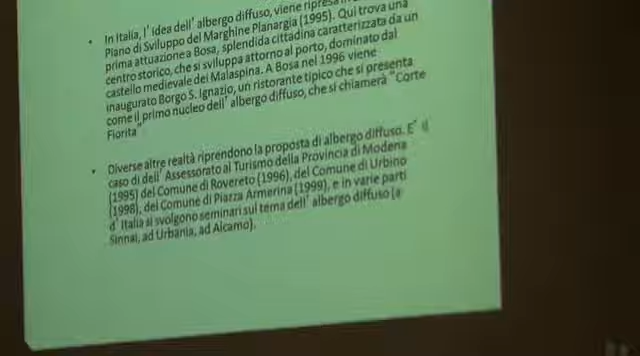 • In Italia, l'idea dell'albergo diffuso, viene ripresa
Piano di Sviluppo del Marghine Planargia (1995). Qui trova una
prima attuazione a Bosa, splendida cittadina caratterizzata da un
centro storico, che si sviluppa attorno al porto, dominato dal
castello medievale dei Malaspina. A Bosa nel 1996 viene
inaugurato Borgo S. Ignazio, un ristorante tipico che si presenta
come il primo nucleo dell'albergo diffuso, che si chiamerà "Corte
Fiorita"
• Diverse altre realtà riprendono la proposta di albergo diffuso. E'
caso di dell'Assessorato al Turismo della Provincia di Modena
(1995) del Comune di Rovereto (1996), del Comune di Urbino
(1998), del Comune di Piazza Armerina (1999), e in varie parti
d'Italia si svolgono seminari sul tema dell'albergo diffuso (a
Sinnai, ad Urbania, ad Alcamo).